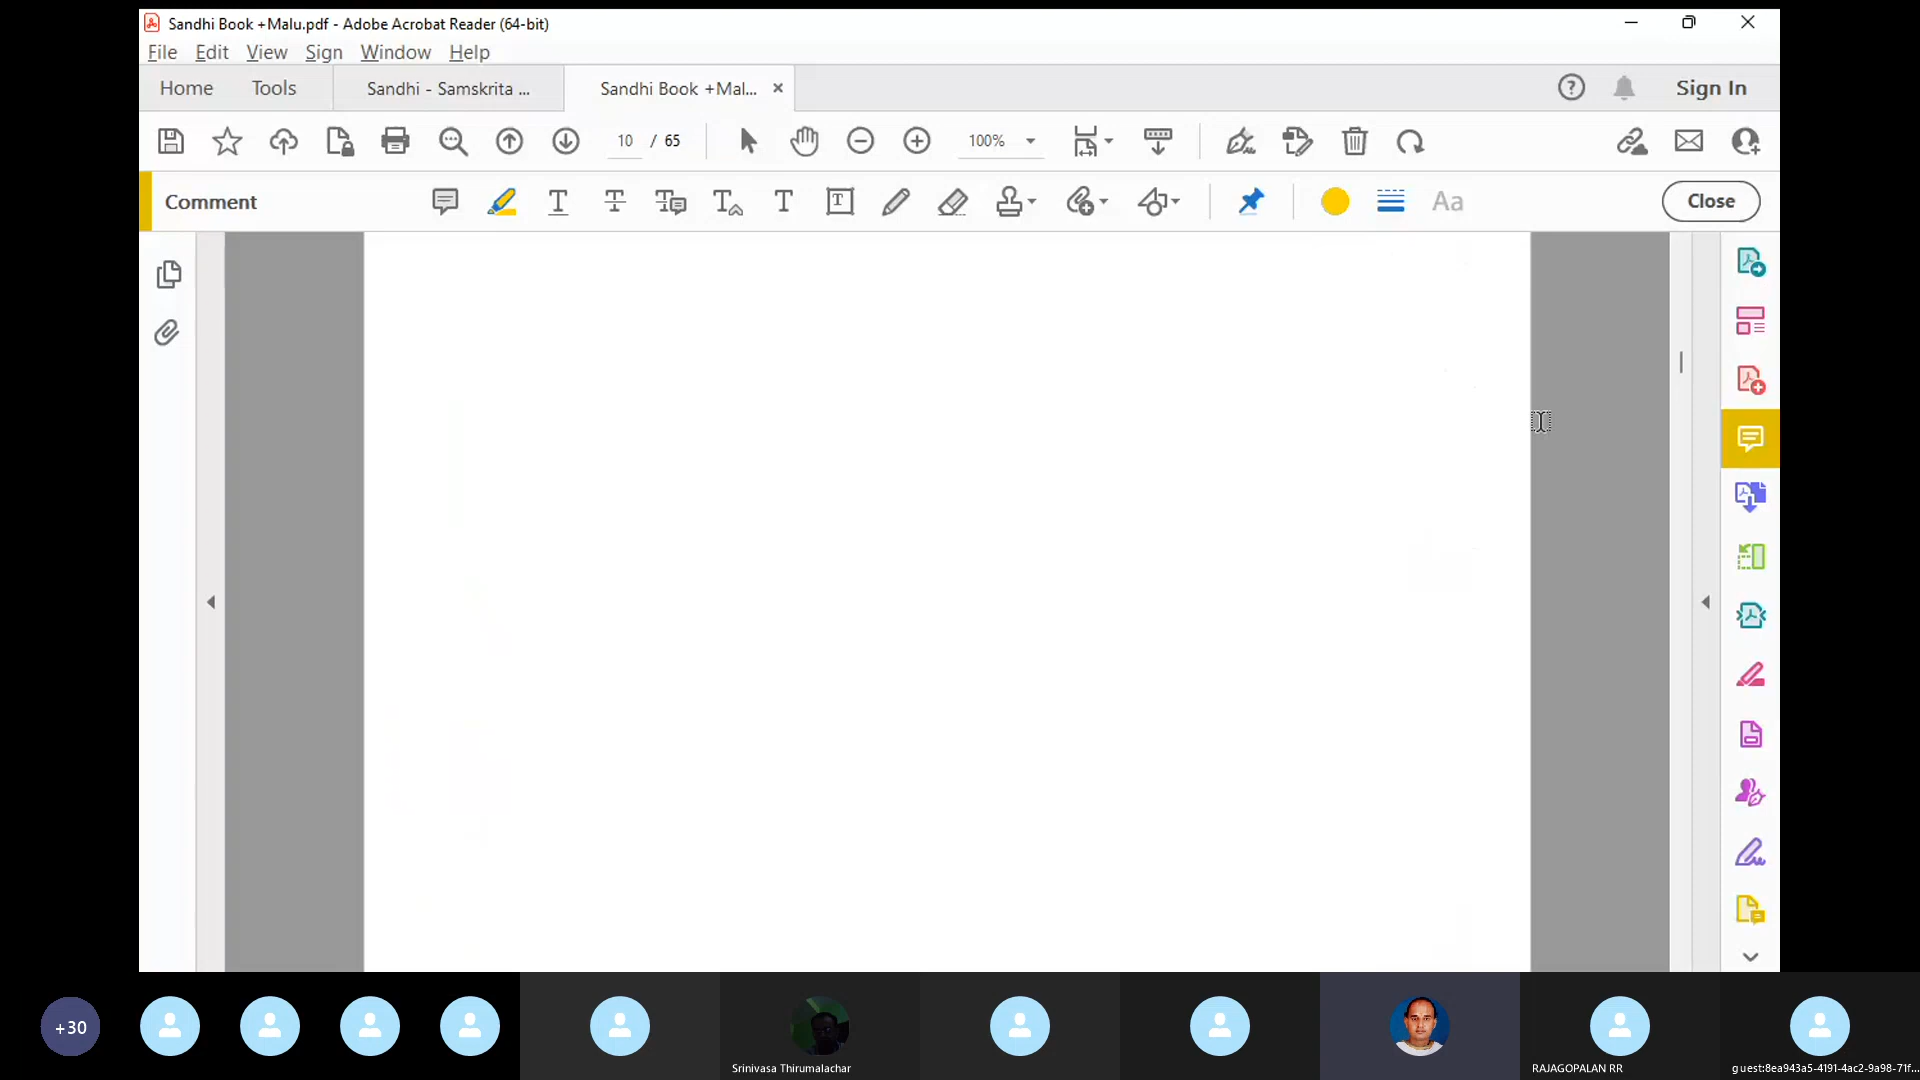 Sandhi Book +Malu.pdf - Adobe Acrobat Reader (64-bit)
File Edit View Sign Window Help
Home Tools Sandhi - Samskrita ... Sandhi Book +Mal... Sign In
10 / 65 100%
Comment Aa Close
+30
Srinivasa Thirumalachar RAJAGOPALAN RR guest:8ea943a5-4191-4ac2-9a98-71f...